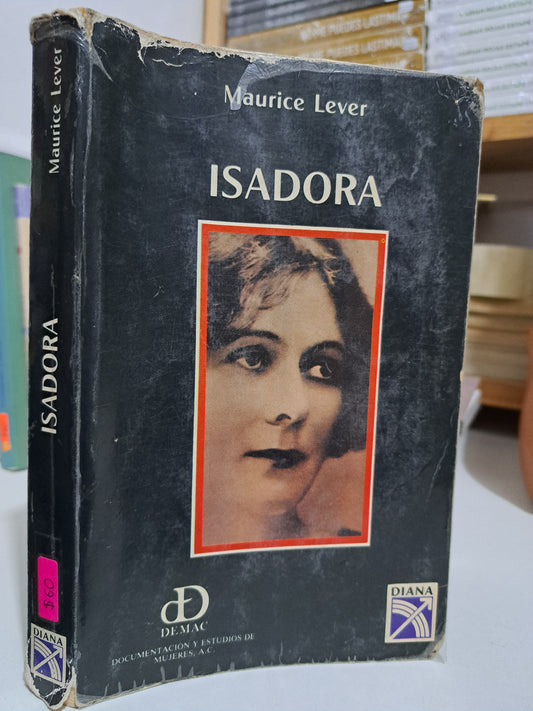 Maurice Lever
ISADORA
DEMAC
DOCUMENTACION Y ESTUDIOS DE
MUJERES, A.C.
DIANA
Maurice Lever
ISADORA
$60
DIANA